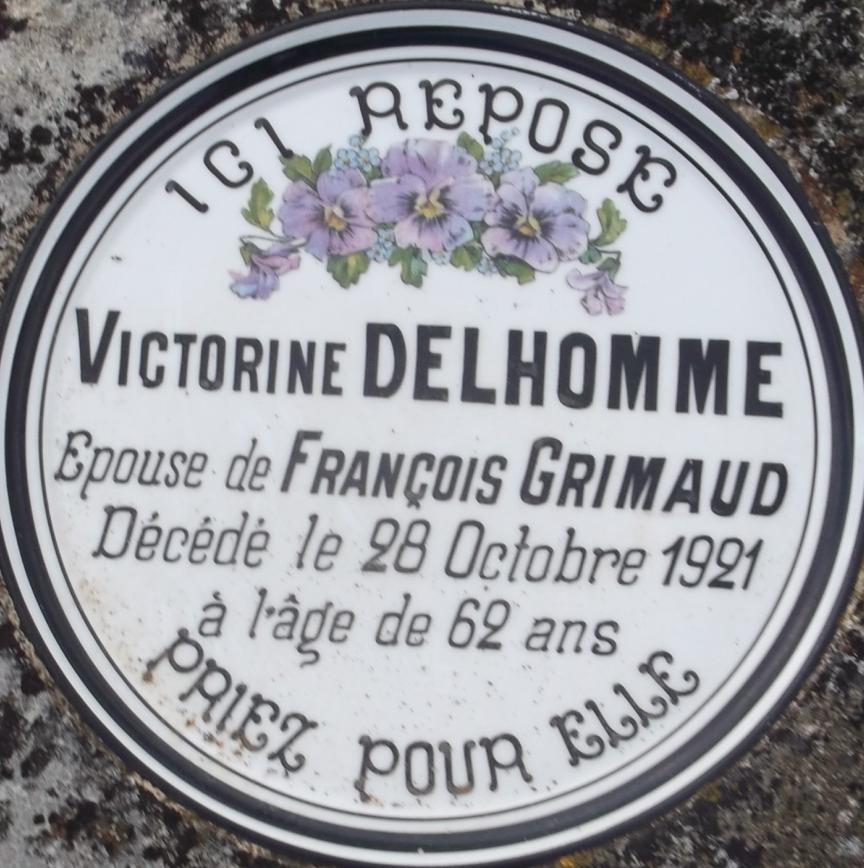 ICI REPOSE
VICTORINE DELHOMME
Epouse de FRANÇOIS GRIMAUD
Décédé le 28 Octobre 1921
à l'âge de 62 ans
PRIEZ POUR ELLE